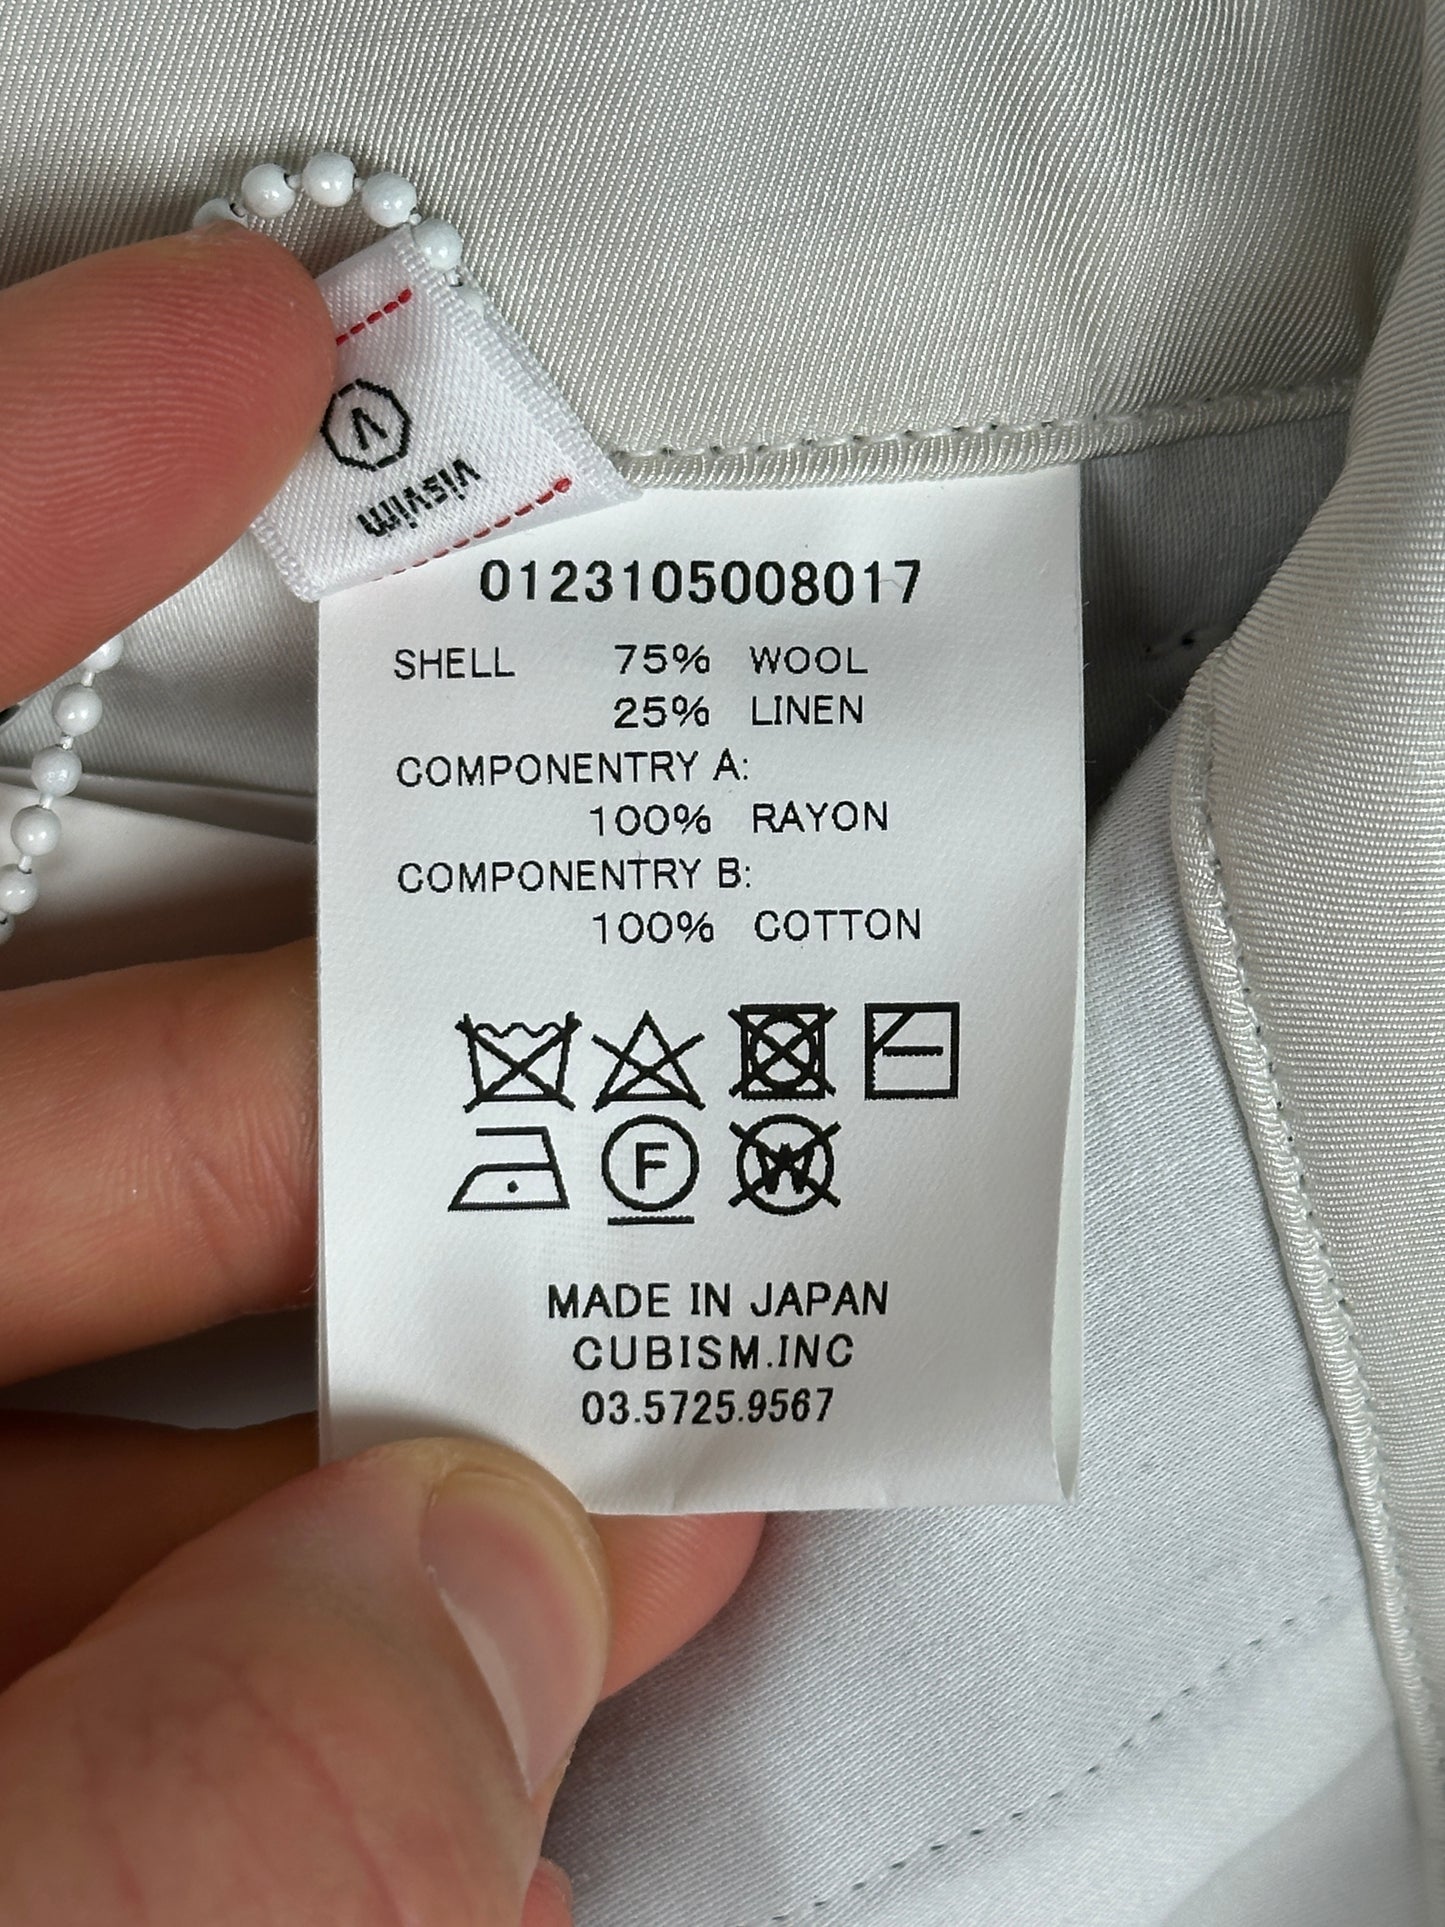 V
visvim
0123105008017
SHELL 75% WOOL
25% LINEN
COMPONENTRY A:
100% RAYON
COMPONENTRY B:
100% COTTON
F W
MADE IN JAPAN
CUBISM.INC
03.5725.9567